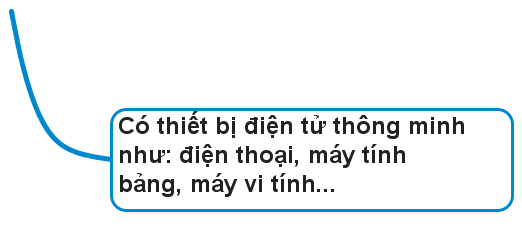 Có thiết bị điện tử thông minh
như: điện thoại, máy tính
bảng, máy vi tính...